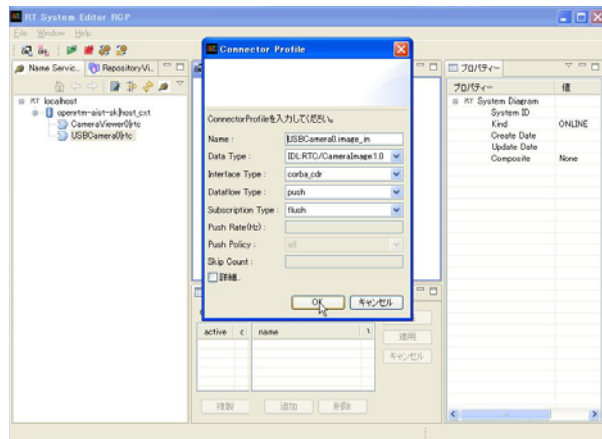 RT System Editor RCP
File Window Help
Name Servic..
RepositoryVi..
RT localhost
openrtm-aist-sk|host_cxt
CameraViewer0|rtc
USBCamera0|rtc
Connector Profile
ConnectorProfileを入力してください。
Name :
USBCamera0.image_in
Data Type :
IDL:RTC/CameraImage:1.0
Interface Type :
corba_cdr
Dataflow Type :
push
Subscription Type :
flush
Push Rate(Hz) :
Push Policy :
all
Skip Count :
詳細..
OK
キャンセル
active
c
name
適用
キャンセル
複製
追加
削除
プロパティー
プロパティー
値
RT System Diagram
System ID
Kind
ONLINE
Create Date
Update Date
Composite
None